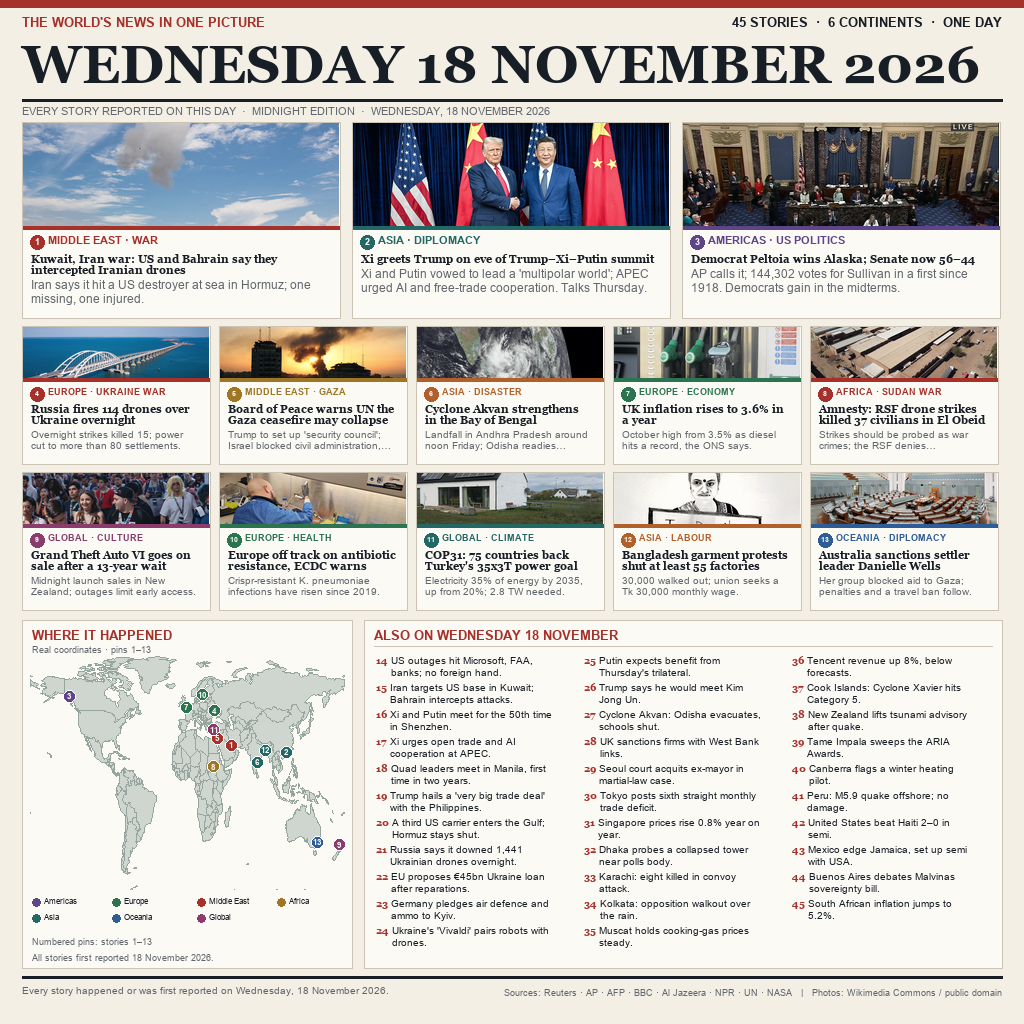 THE WORLD'S NEWS IN ONE PICTURE
45 STORIES · 6 CONTINENTS · ONE DAY
WEDNESDAY 18 NOVEMBER 2026
EVERY STORY REPORTED ON THIS DAY · MIDNIGHT EDITION · WEDNESDAY, 18 NOVEMBER 2026
1 MIDDLE EAST · WAR
Kuwait, Iran war: US and Bahrain say they
intercepted Iranian drones
Iran says it hit a US destroyer at sea in Hormuz; one
missing, one injured.
2 ASIA · DIPLOMACY
Xi greets Trump on eve of Trump–Xi–Putin summit
Xi and Putin vowed to lead a 'multipolar world'; APEC
urged AI and free-trade cooperation. Talks Thursday.
LIVE
3 AMERICAS · US POLITICS
Democrat Peltoia wins Alaska; Senate now 56–44
AP calls it; 144,302 votes for Sullivan in a first since
1918. Democrats gain in the midterms.
4 EUROPE · UKRAINE WAR
Russia fires 114 drones over
Ukraine overnight
Overnight strikes killed 15; power
cut to more than 80 settlements.
5 MIDDLE EAST · GAZA
Board of Peace warns UN the
Gaza ceasefire may collapse
Trump to set up 'security council';
Israel blocked civil administration,...
6 ASIA · DISASTER
Cyclone Akvan strengthens
in the Bay of Bengal
Landfall in Andhra Pradesh around
noon Friday; Odisha readies...
7 EUROPE · ECONOMY
UK inflation rises to 3.6% in
a year
October high from 3.5% as diesel
hits a record, the ONS says.
8 AFRICA · SUDAN WAR
Amnesty: RSF drone strikes
killed 37 civilians in El Obeid
Strikes should be probed as war
crimes; the RSF denies...
9 GLOBAL · CULTURE
Grand Theft Auto VI goes on
sale after a 13-year wait
Midnight launch sales in New
Zealand; outages limit early access.
10 EUROPE · HEALTH
Europe off track on antibiotic
resistance, ECDC warns
Crispr-resistant K. pneumoniae
infections have risen since 2019.
11 GLOBAL · CLIMATE
COP31: 75 countries back
Turkey's 35x3T power goal
Electricity 35% of energy by 2035,
up from 20%; 2.8 TW needed.
12 ASIA · LABOUR
Bangladesh garment protests
shut at least 55 factories
30,000 walked out; union seeks a
Tk 30,000 monthly wage.
13 OCEANIA · DIPLOMACY
Australia sanctions settler
leader Danielle Wells
Her group blocked aid to Gaza;
penalties and a travel ban follow.
WHERE IT HAPPENED
Real coordinates · pins 1–13
3
10
7
4
11
5
1
12
2
6
8
13
9
Americas
Europe
Middle East
Africa
Asia
Oceania
Global
Numbered pins: stories 1–13
All stories first reported 18 November 2026.
ALSO ON WEDNESDAY 18 NOVEMBER
14 US outages hit Microsoft, FAA,
banks; no foreign hand.
15 Iran targets US base in Kuwait;
Bahrain intercepts attacks.
16 Xi and Putin meet for the 50th time
in Shenzhen.
17 Xi urges open trade and AI
cooperation at APEC.
18 Quad leaders meet in Manila, first
time in two years.
19 Trump hails a 'very big trade deal'
with the Philippines.
20 A third US carrier enters the Gulf;
Hormuz stays shut.
21 Russia says it downed 1,441
Ukrainian drones overnight.
22 EU proposes €45bn Ukraine loan
after reparations.
23 Germany pledges air defence and
ammo to Kyiv.
24 Ukraine's 'Vivaldi' pairs robots with
drones.
25 Putin expects benefit from
Thursday's trilateral.
26 Trump says he would meet Kim
Jong Un.
27 Cyclone Akvan: Odisha evacuates,
schools shut.
28 UK sanctions firms with West Bank
links.
29 Seoul court acquits ex-mayor in
martial-law case.
30 Tokyo posts sixth straight monthly
trade deficit.
31 Singapore prices rise 0.8% year on
year.
32 Dhaka probes a collapsed tower
near polls body.
33 Karachi: eight killed in convoy
attack.
34 Kolkata: opposition walkout over
the rain.
35 Muscat holds cooking-gas prices
steady.
36 Tencent revenue up 8%, below
forecasts.
37 Cook Islands: Cyclone Xavier hits
Category 5.
38 New Zealand lifts tsunami advisory
after quake.
39 Tame Impala sweeps the ARIA
Awards.
40 Canberra flags a winter heating
pilot.
41 Peru: M5.9 quake offshore; no
damage.
42 United States beat Haiti 2–0 in
semi.
43 Mexico edge Jamaica, set up semi
with USA.
44 Buenos Aires debates Malvinas
sovereignty bill.
45 South African inflation jumps to
5.2%.
Every story happened or was first reported on Wednesday, 18 November 2026.
Sources: Reuters · AP · AFP · BBC · Al Jazeera · NPR · UN · NASA | Photos: Wikimedia Commons / public domain